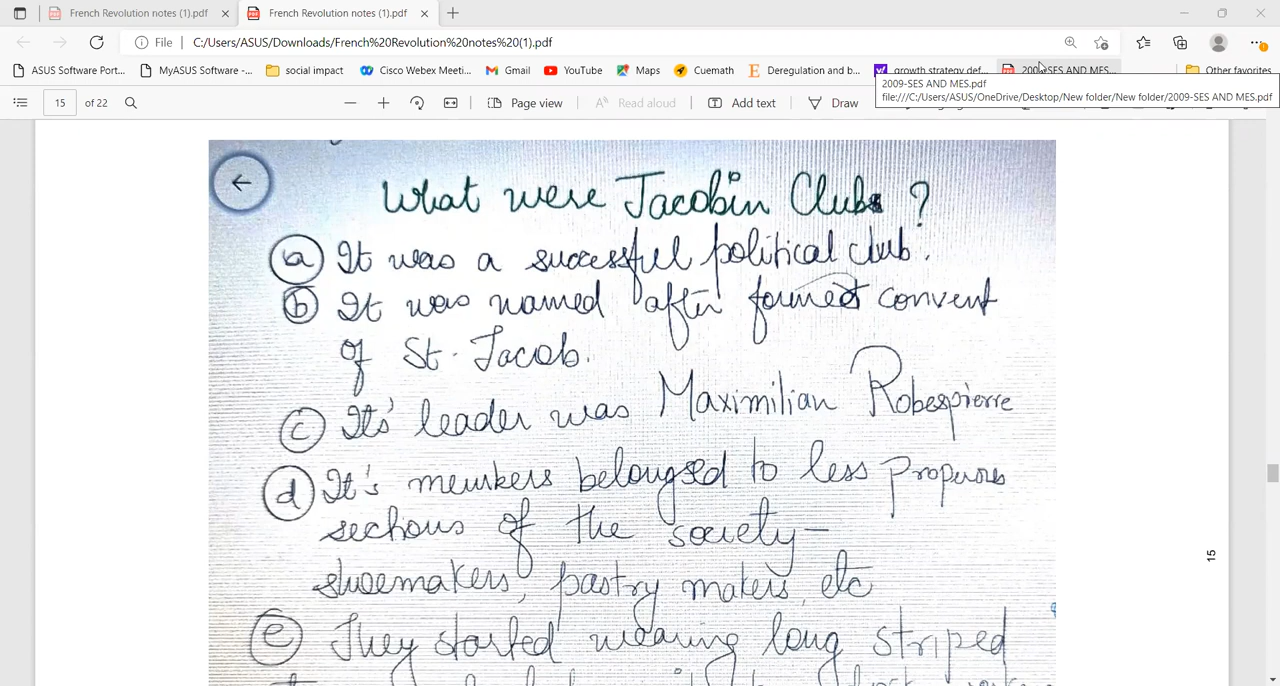 French Revolution notes (1).pdf
French Revolution notes (1).pdf
File
C:/Users/ASUS/Downloads/French%20Revolution%20notes%20(1).pdf
ASUS Software Port...
MyASUS Software -...
social impact
Cisco Webex Meeti...
Gmail
YouTube
Maps
Cuemath
Deregulation and b...
growth strategy def...
2009-SES AND MES...
Other favorites
2009-SES AND MES.pdf
file:///C:/Users/ASUS/OneDrive/Desktop/New folder/New folder/2009-SES AND MES.pdf
15 of 22
Page view
Read aloud
Add text
Draw
What were Jacobin Clubs ?
a It was a successful political club.
b It was named after former convent
of St. Jacob.
c Its leader was Maximilian Robespierre
d It's members belonged to less
sections of the society -
shoemakers, pastry makers, etc
e They started wearing long striped
15